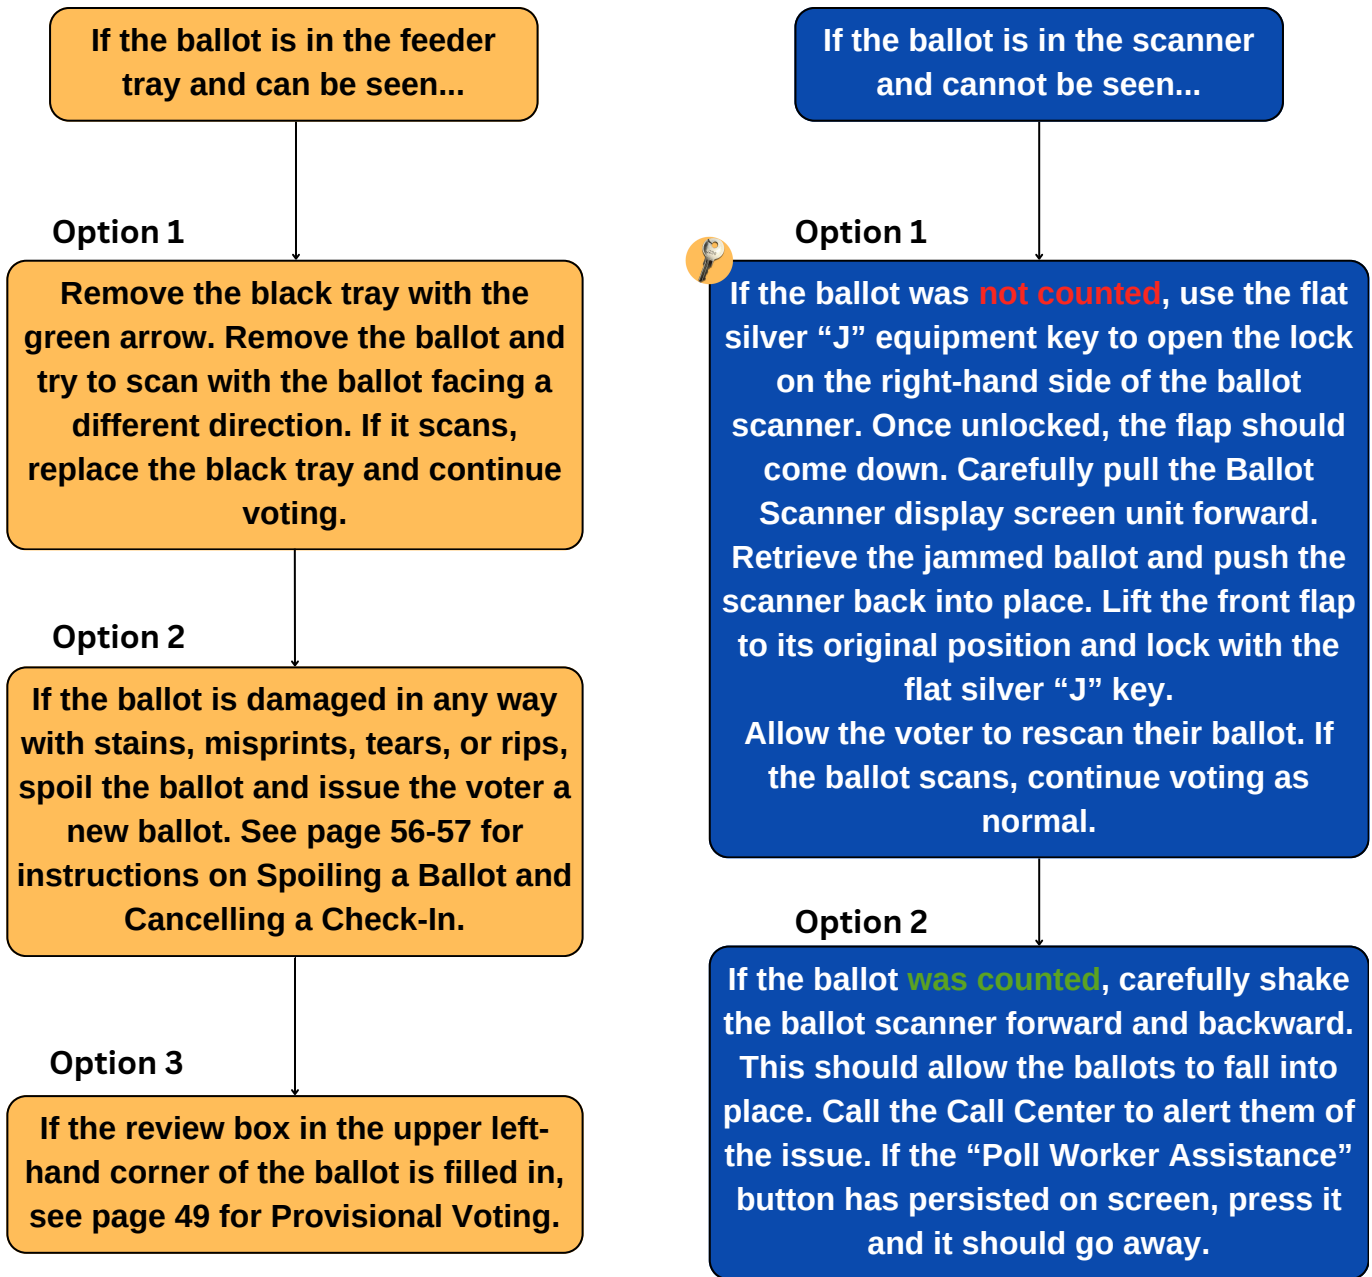 If the ballot is in the feeder
tray and can be seen...
Option 1
Remove the black tray with the
green arrow. Remove the ballot and
try to scan with the ballot facing a
different direction. If it scans,
replace the black tray and continue
voting.
Option 2
If the ballot is damaged in any way
with stains, misprints, tears, or rips,
spoil the ballot and issue the voter a
new ballot. See page 56-57 for
instructions on Spoiling a Ballot and
Cancelling a Check-In.
Option 3
If the review box in the upper left-
hand corner of the ballot is filled in,
see page 49 for Provisional Voting.
If the ballot is in the scanner
and cannot be seen...
Option 1
If the ballot was not counted, use the flat
silver “J” equipment key to open the lock
on the right-hand side of the ballot
scanner. Once unlocked, the flap should
come down. Carefully pull the Ballot
Scanner display screen unit forward.
Retrieve the jammed ballot and push the
scanner back into place. Lift the front flap
to its original position and lock with the
flat silver “J” key.
Allow the voter to rescan their ballot. If
the ballot scans, continue voting as
normal.
Option 2
If the ballot was counted, carefully shake
the ballot scanner forward and backward.
This should allow the ballots to fall into
place. Call the Call Center to alert them of
the issue. If the “Poll Worker Assistance”
button has persisted on screen, press it
and it should go away.